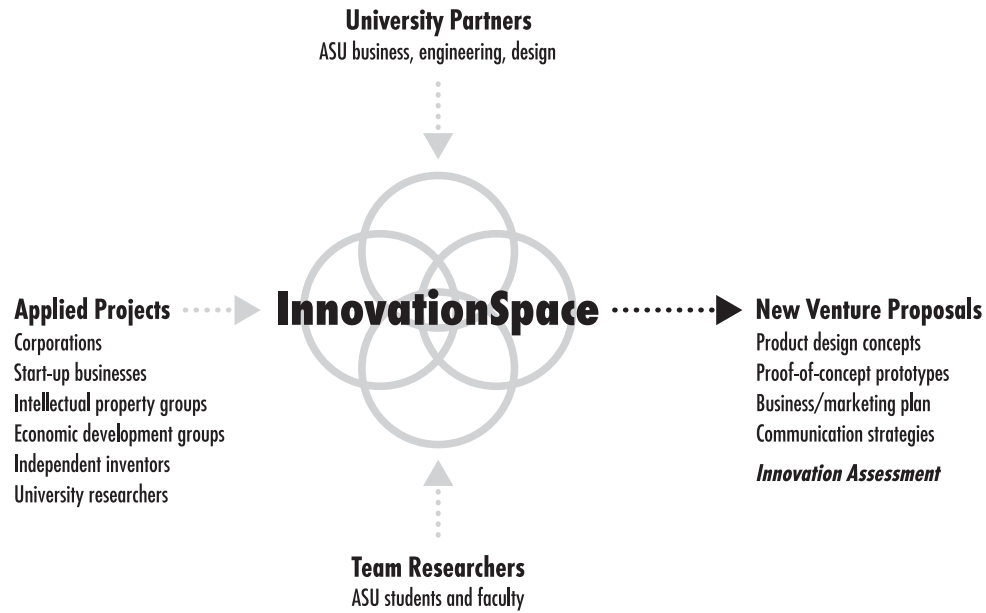 University Partners
ASU business, engineering, design
Applied Projects
Corporations
Start-up businesses
Intellectual property groups
Economic development groups
Independent inventors
University researchers
InnovationSpace
New Venture Proposals
Product design concepts
Proof-of-concept prototypes
Business/marketing plan
Communication strategies
Innovation Assessment
Team Researchers
ASU students and faculty